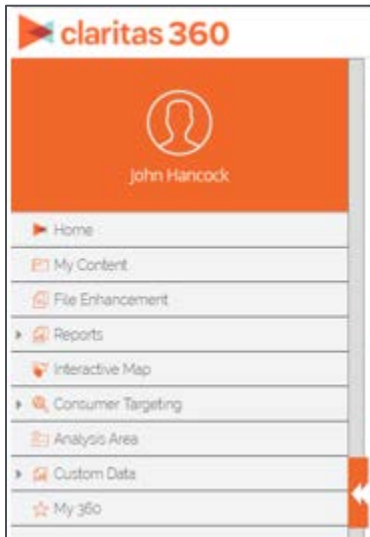 claritas 360
John Hancock
Home
My Content
File Enhancement
Reports
Interactive Map
Consumer Targeting
Analysis Area
Custom Data
My 360